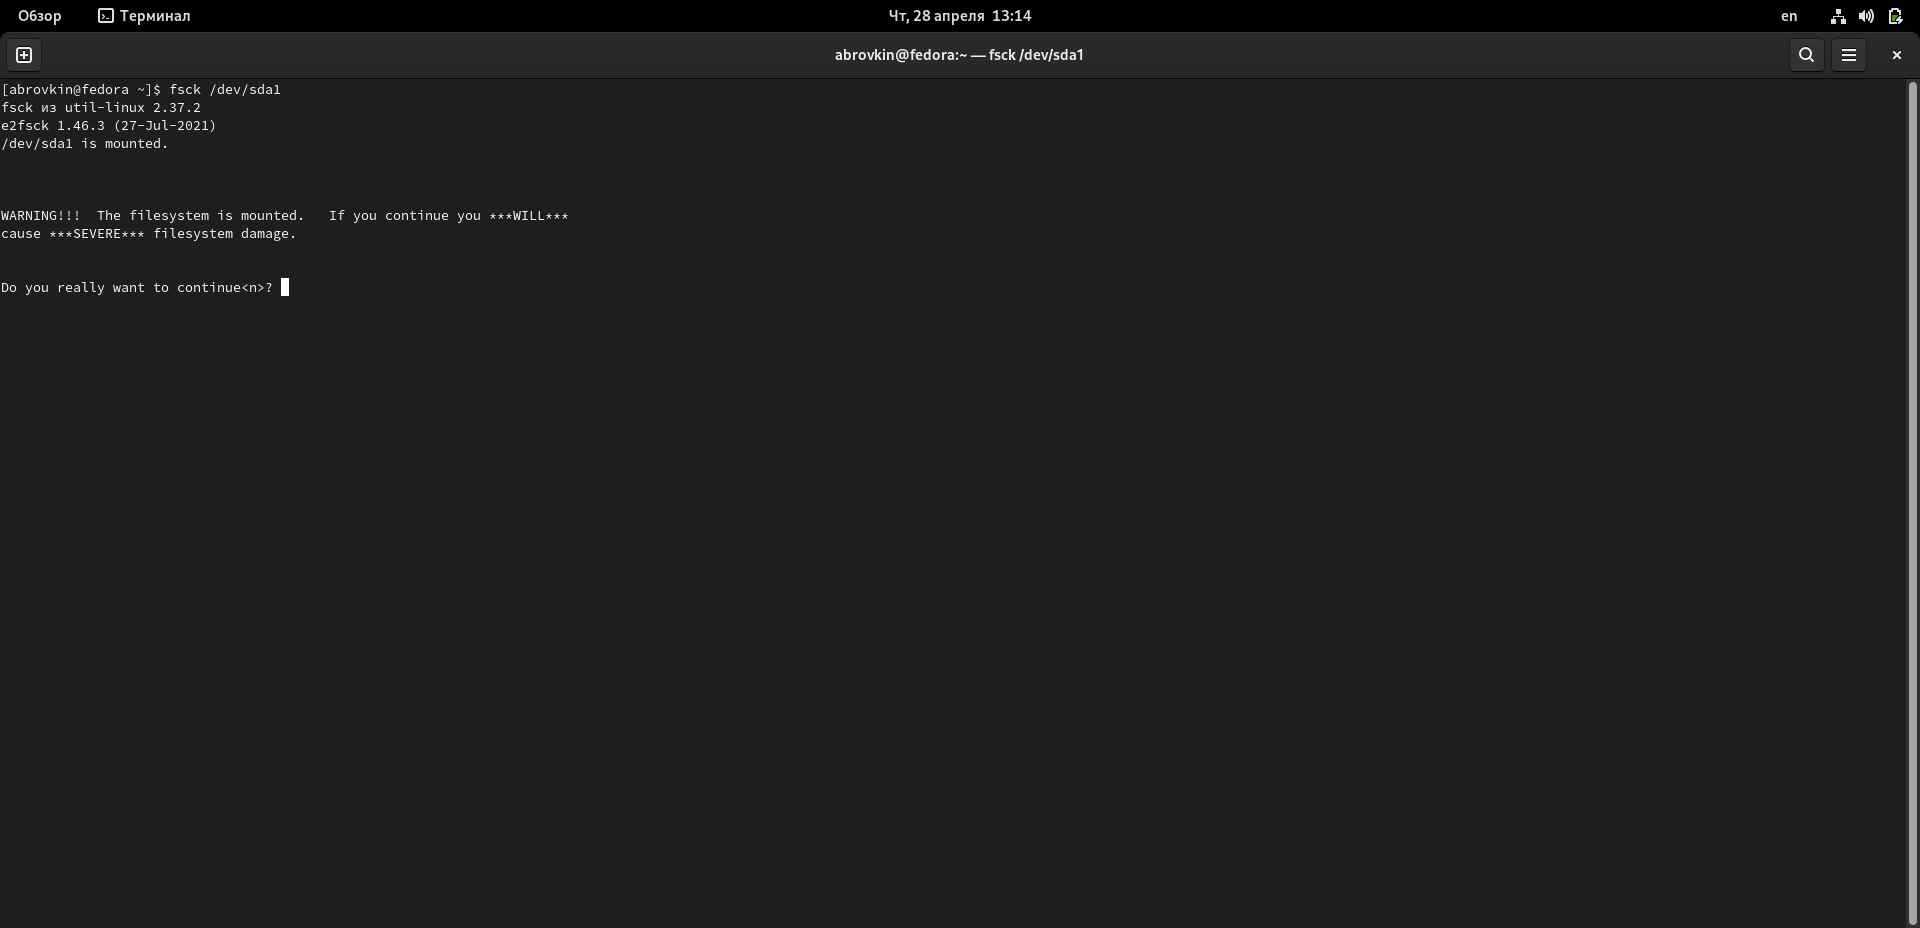 Обзор Терминал Чт, 28 апреля 13:14 en
abrovkin@fedora:~ — fsck /dev/sda1
[abrovkin@fedora ~]$ fsck /dev/sda1
fsck из util-linux 2.37.2
e2fsck 1.46.3 (27-Jul-2021)
/dev/sda1 is mounted.
WARNING!!!  The filesystem is mounted.   If you continue you ***WILL***
cause ***SEVERE*** filesystem damage.
Do you really want to continue<n>?